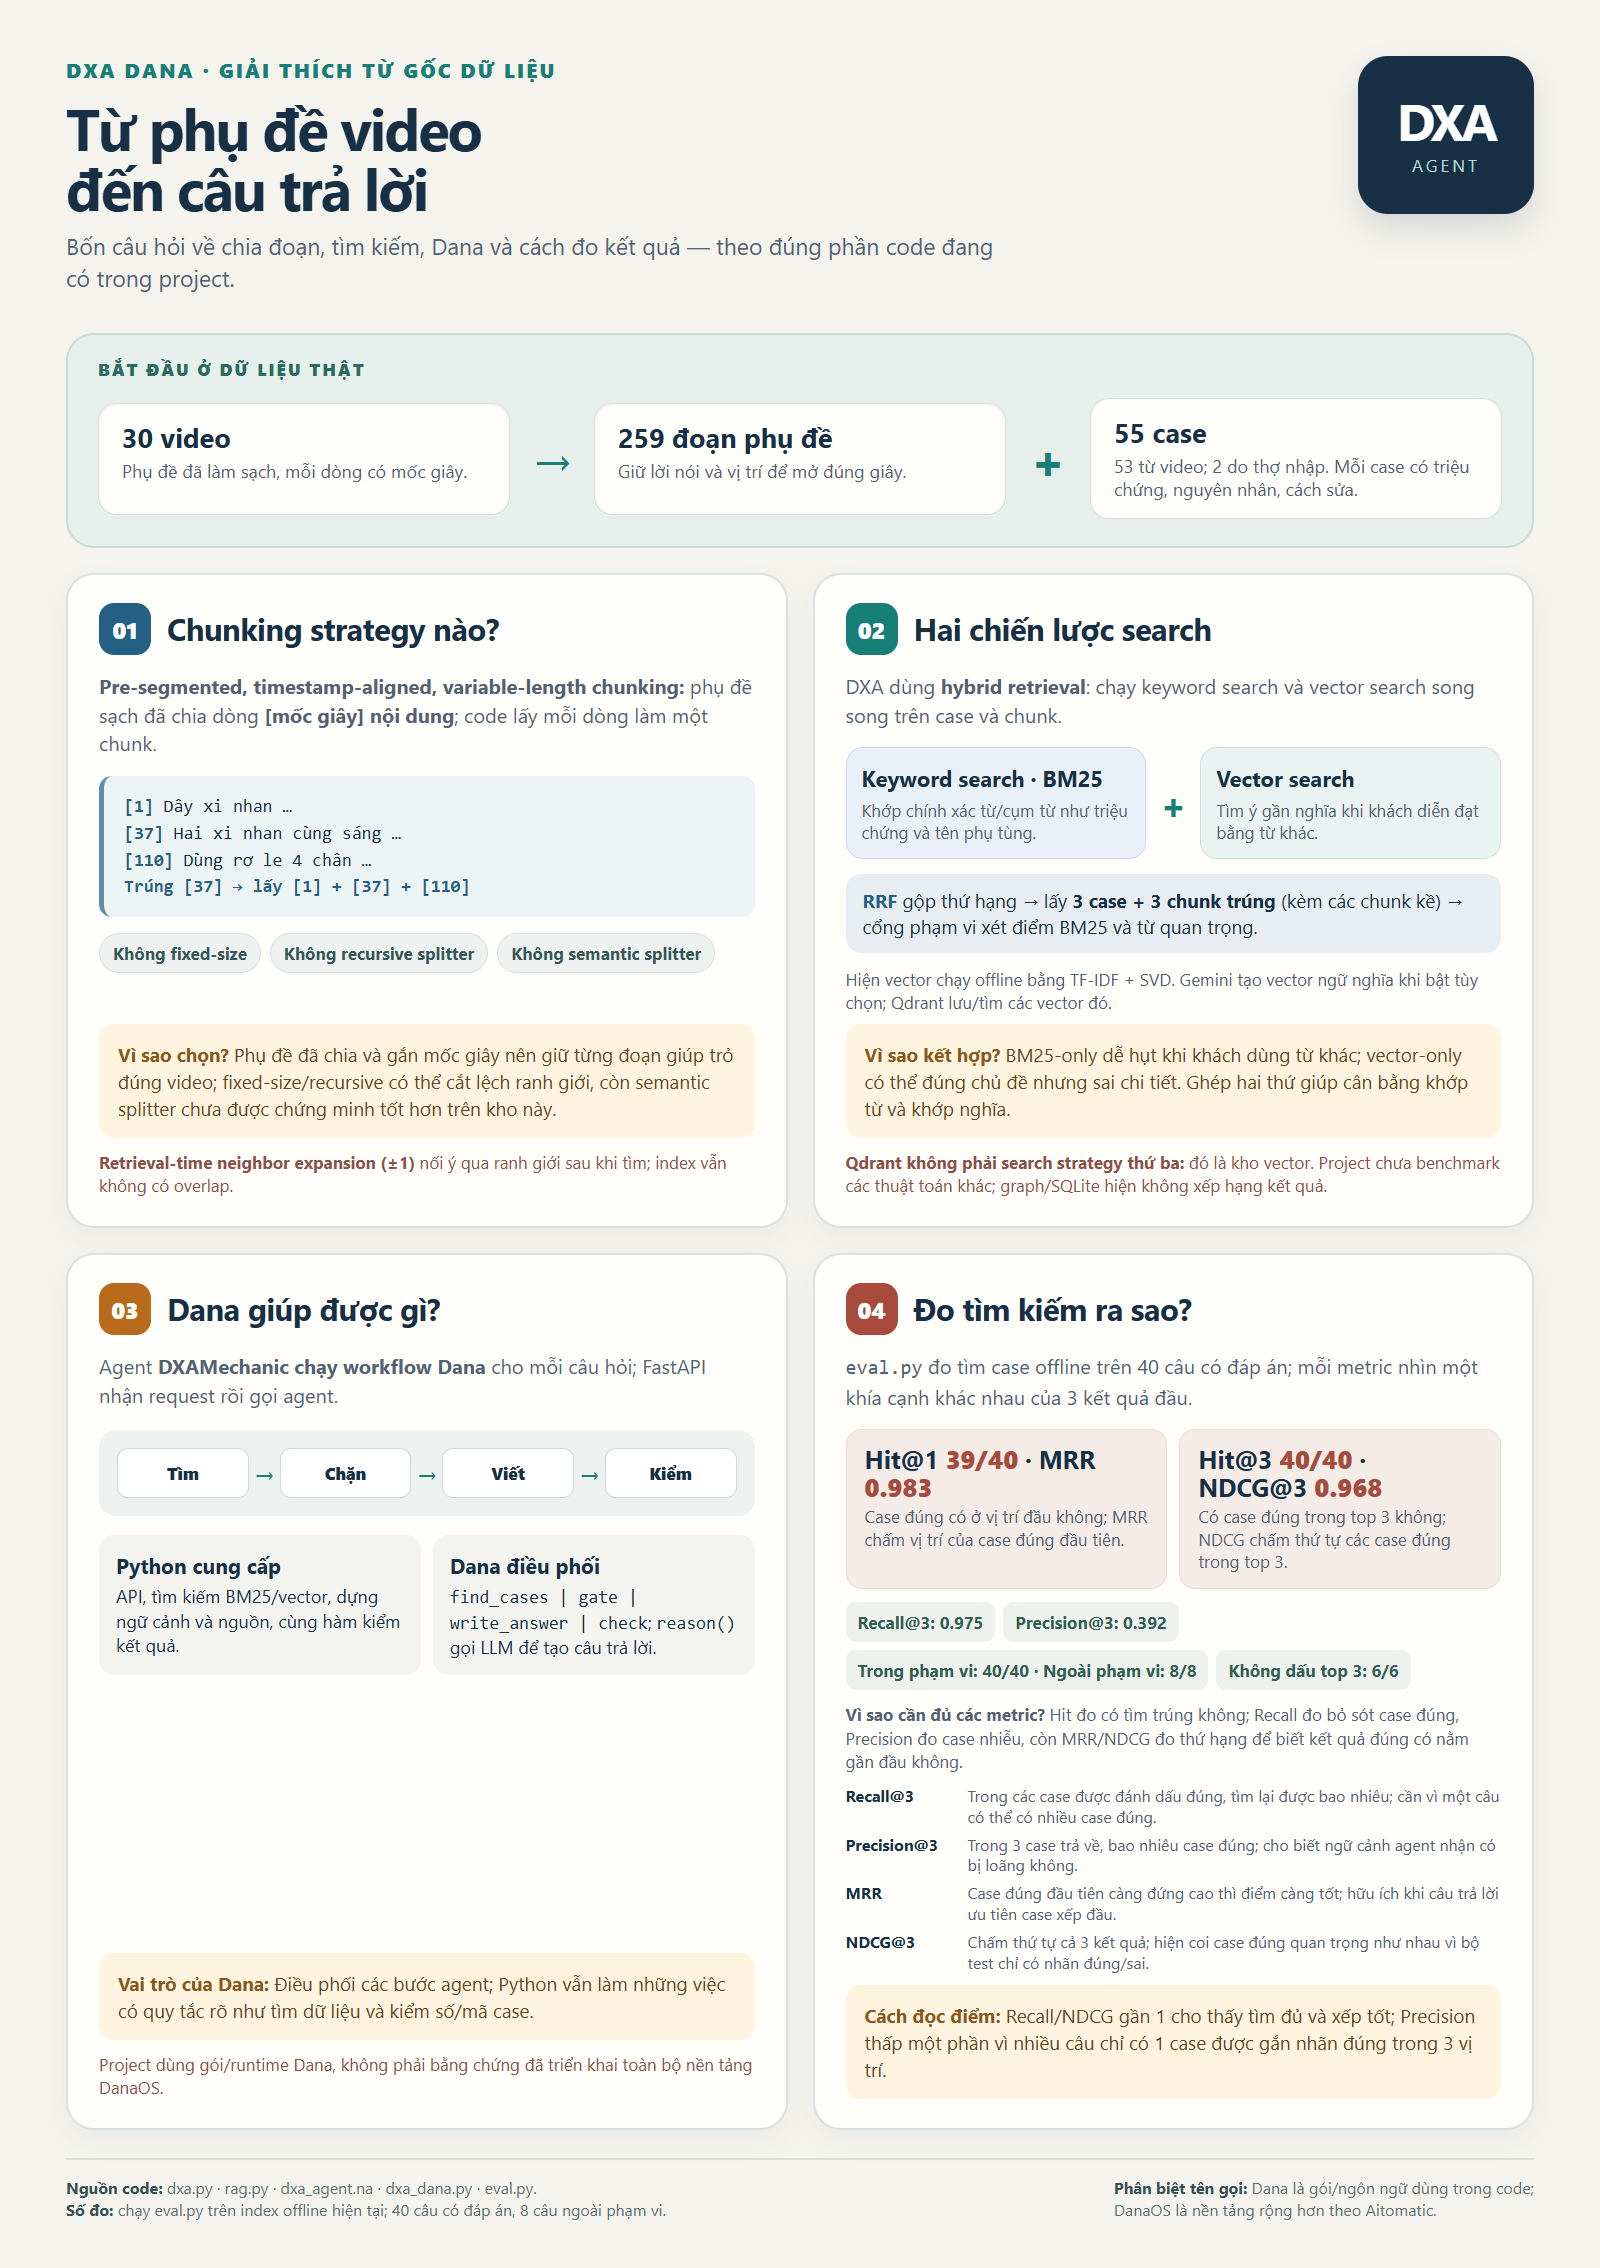 DXA DANA · GIẢI THÍCH TỪ GỐC DỮ LIỆU
Từ phụ đề video
đến câu trả lời
Bốn câu hỏi về chia đoạn, tìm kiếm, Dana và cách đo kết quả — theo đúng phần code đang
có trong project.
DXA
AGENT
BẮT ĐẦU Ở DỮ LIỆU THẬT
30 video
Phụ đề đã làm sạch, mỗi dòng có mốc giây.
→
259 đoạn phụ đề
Giữ lời nói và vị trí để mở đúng giây.
+
55 case
53 từ video; 2 do thợ nhập. Mỗi case có triệu
chứng, nguyên nhân, cách sửa.
01 Chunking strategy nào?
Pre-segmented, timestamp-aligned, variable-length chunking: phụ đề
sạch đã chia dòng [mốc giây] nội dung; code lấy mỗi dòng làm một
chunk.
[1] Dây xi nhan …
[37] Hai xi nhan cùng sáng …
[110] Dùng rơ le 4 chân …
Trúng [37] → lấy [1] + [37] + [110]
Không fixed-size Không recursive splitter Không semantic splitter
Vì sao chọn? Phụ đề đã chia và gắn mốc giây nên giữ từng đoạn giúp trỏ
đúng video; fixed-size/recursive có thể cắt lệch ranh giới, còn semantic
splitter chưa được chứng minh tốt hơn trên kho này.
Retrieval-time neighbor expansion (±1) nối ý qua ranh giới sau khi tìm; index vẫn
không có overlap.
02 Hai chiến lược search
DXA dùng hybrid retrieval: chạy keyword search và vector search song
song trên case và chunk.
Keyword search · BM25
Khớp chính xác từ/cụm từ như triệu
chứng và tên phụ tùng.
+
Vector search
Tìm ý gần nghĩa khi khách diễn đạt
bằng từ khác.
RRF gộp thứ hạng → lấy 3 case + 3 chunk trúng (kèm các chunk kề) →
cổng phạm vi xét điểm BM25 và từ quan trọng.
Hiện vector chạy offline bằng TF-IDF + SVD. Gemini tạo vector ngữ nghĩa khi bật tùy
chọn; Qdrant lưu/tìm các vector đó.
Vì sao kết hợp? BM25-only dễ hụt khi khách dùng từ khác; vector-only
có thể đúng chủ đề nhưng sai chi tiết. Ghép hai thứ giúp cân bằng khớp
từ và khớp nghĩa.
Qdrant không phải search strategy thứ ba: đó là kho vector. Project chưa benchmark
các thuật toán khác; graph/SQLite hiện không xếp hạng kết quả.
03 Dana giúp được gì?
Agent DXAMechanic chạy workflow Dana cho mỗi câu hỏi; FastAPI
nhận request rồi gọi agent.
Tìm → Chặn → Viết → Kiểm
Python cung cấp
API, tìm kiếm BM25/vector, dựng
ngữ cảnh và nguồn, cùng hàm kiểm
kết quả.
Dana điều phối
find_cases | gate |
write_answer | check; reason()
gọi LLM để tạo câu trả lời.
Vai trò của Dana: Điều phối các bước agent; Python vẫn làm những việc
có quy tắc rõ như tìm dữ liệu và kiểm số/mã case.
Project dùng gói/runtime Dana, không phải bằng chứng đã triển khai toàn bộ nền tảng
DanaOS.
04 Đo tìm kiếm ra sao?
eval.py đo tìm case offline trên 40 câu có đáp án; mỗi metric nhìn một
khía cạnh khác nhau của 3 kết quả đầu.
Hit@1 39/40 · MRR
0.983
Case đúng có ở vị trí đầu không; MRR
chấm vị trí của case đúng đầu tiên.
Hit@3 40/40 ·
NDCG@3 0.968
Có case đúng trong top 3 không;
NDCG chấm thứ tự các case đúng
trong top 3.
Recall@3: 0.975 Precision@3: 0.392
Trong phạm vi: 40/40 · Ngoài phạm vi: 8/8 Không dấu top 3: 6/6
Vì sao cần đủ các metric? Hit đo có tìm trúng không; Recall đo bỏ sót case đúng,
Precision đo case nhiễu, còn MRR/NDCG đo thứ hạng để biết kết quả đúng có nằm
gần đầu không.
Recall@3 Trong các case được đánh dấu đúng, tìm lại được bao nhiêu; cần vì một câu
có thể có nhiều case đúng.
Precision@3 Trong 3 case trả về, bao nhiêu case đúng; cho biết ngữ cảnh agent nhận có
bị loãng không.
MRR Case đúng đầu tiên càng đứng cao thì điểm càng tốt; hữu ích khi câu trả lời
ưu tiên case xếp đầu.
NDCG@3 Chấm thứ tự cả 3 kết quả; hiện coi case đúng quan trọng như nhau vì bộ
test chỉ có nhãn đúng/sai.
Cách đọc điểm: Recall/NDCG gần 1 cho thấy tìm đủ và xếp tốt; Precision
thấp một phần vì nhiều câu chỉ có 1 case được gắn nhãn đúng trong 3 vị
trí.
Nguồn code: dxa.py · rag.py · dxa_agent.na · dxa_dana.py · eval.py.
Số đo: chạy eval.py trên index offline hiện tại; 40 câu có đáp án, 8 câu ngoài phạm vi.
Phân biệt tên gọi: Dana là gói/ngôn ngữ dùng trong code;
DanaOS là nền tảng rộng hơn theo Aitomatic.